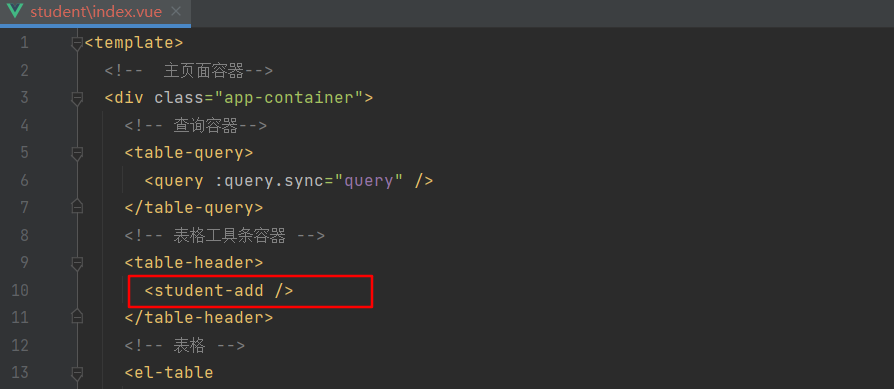 student\index.vue
1 <template>
2 <!--  主页面容器-->
3 <div class="app-container">
4 <!-- 查询容器-->
5 <table-query>
6 <query :query.sync="query" />
7 </table-query>
8 <!-- 表格工具条容器 -->
9 <table-header>
10 <student-add />
11 </table-header>
12 <!-- 表格 -->
13 <el-table